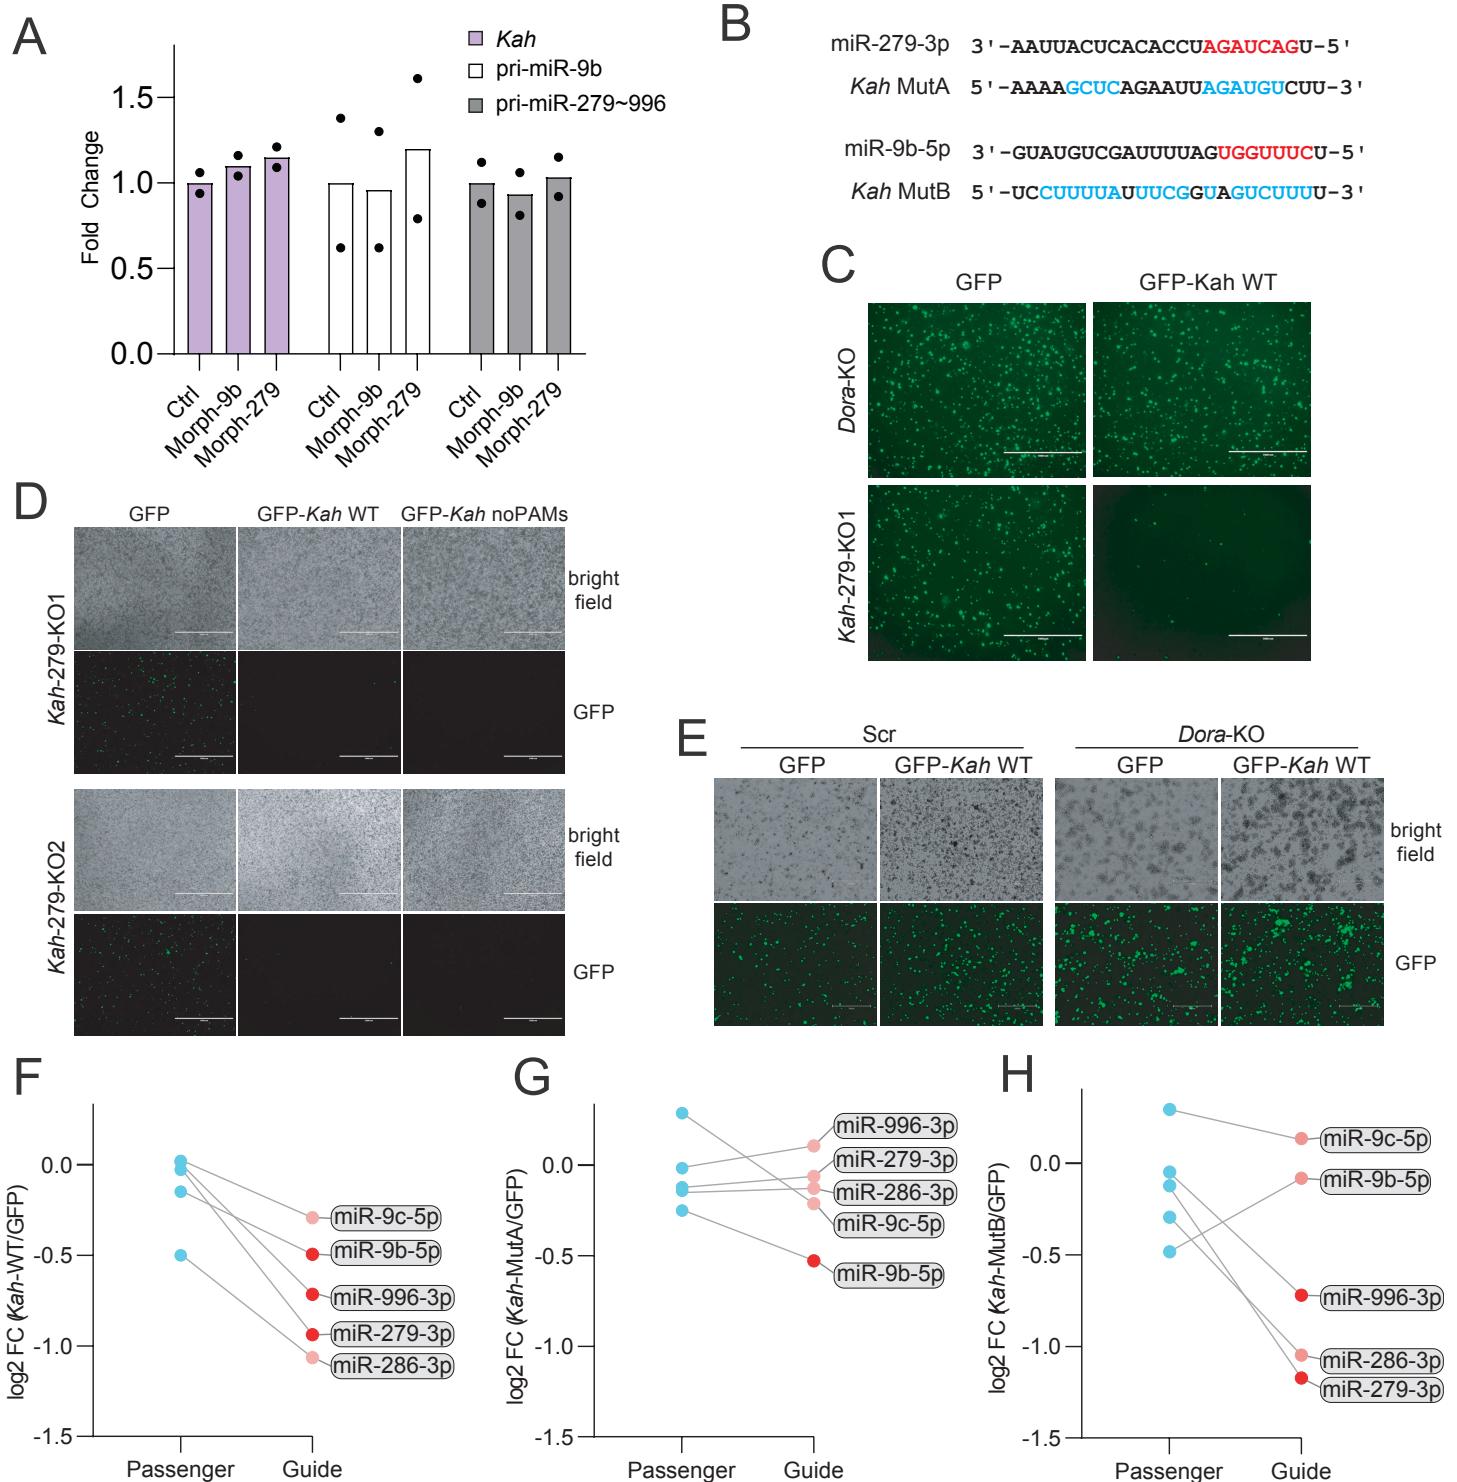 A
Kah
pri-miR-9b
pri-miR-279~996
Fold Change
1.5
1.0
0.5
0.0
Ctrl
Morph-9b
Morph-279
Ctrl
Morph-9b
Morph-279
Ctrl
Morph-9b
Morph-279
B
miR-279-3p 3'-AAUUACUCACACCUAGAUCAGU-5'
Kah MutA 5'-AAAAGCUCAGAAUUAGAUGUCUU-3'
miR-9b-5p 3'-GUAUGUCGAUUUUAGUGGUUUCU-5'
Kah MutB 5'-UCCUUUUAUUUCGGUAGUCUUUU-3'
C
GFP GFP-Kah WT
Dora-KO
Kah-279-KO1
D
GFP GFP-Kah WT GFP-Kah noPAMs
Kah-279-KO1
bright
field
GFP
Kah-279-KO2
bright
field
GFP
E
Scr Dora-KO
GFP GFP-Kah WT GFP GFP-Kah WT
bright
field
GFP
F
log2 FC (Kah-WT/GFP)
0.0
-0.5
-1.0
-1.5
miR-9c-5p
miR-9b-5p
miR-996-3p
miR-279-3p
miR-286-3p
Passenger Guide
G
log2 FC (Kah-MutA/GFP)
0.0
-0.5
-1.0
-1.5
miR-996-3p
miR-279-3p
miR-286-3p
miR-9c-5p
miR-9b-5p
Passenger Guide
H
log2 FC (Kah-MutB/GFP)
0.0
-0.5
-1.0
-1.5
miR-9c-5p
miR-9b-5p
miR-996-3p
miR-286-3p
miR-279-3p
Passenger Guide